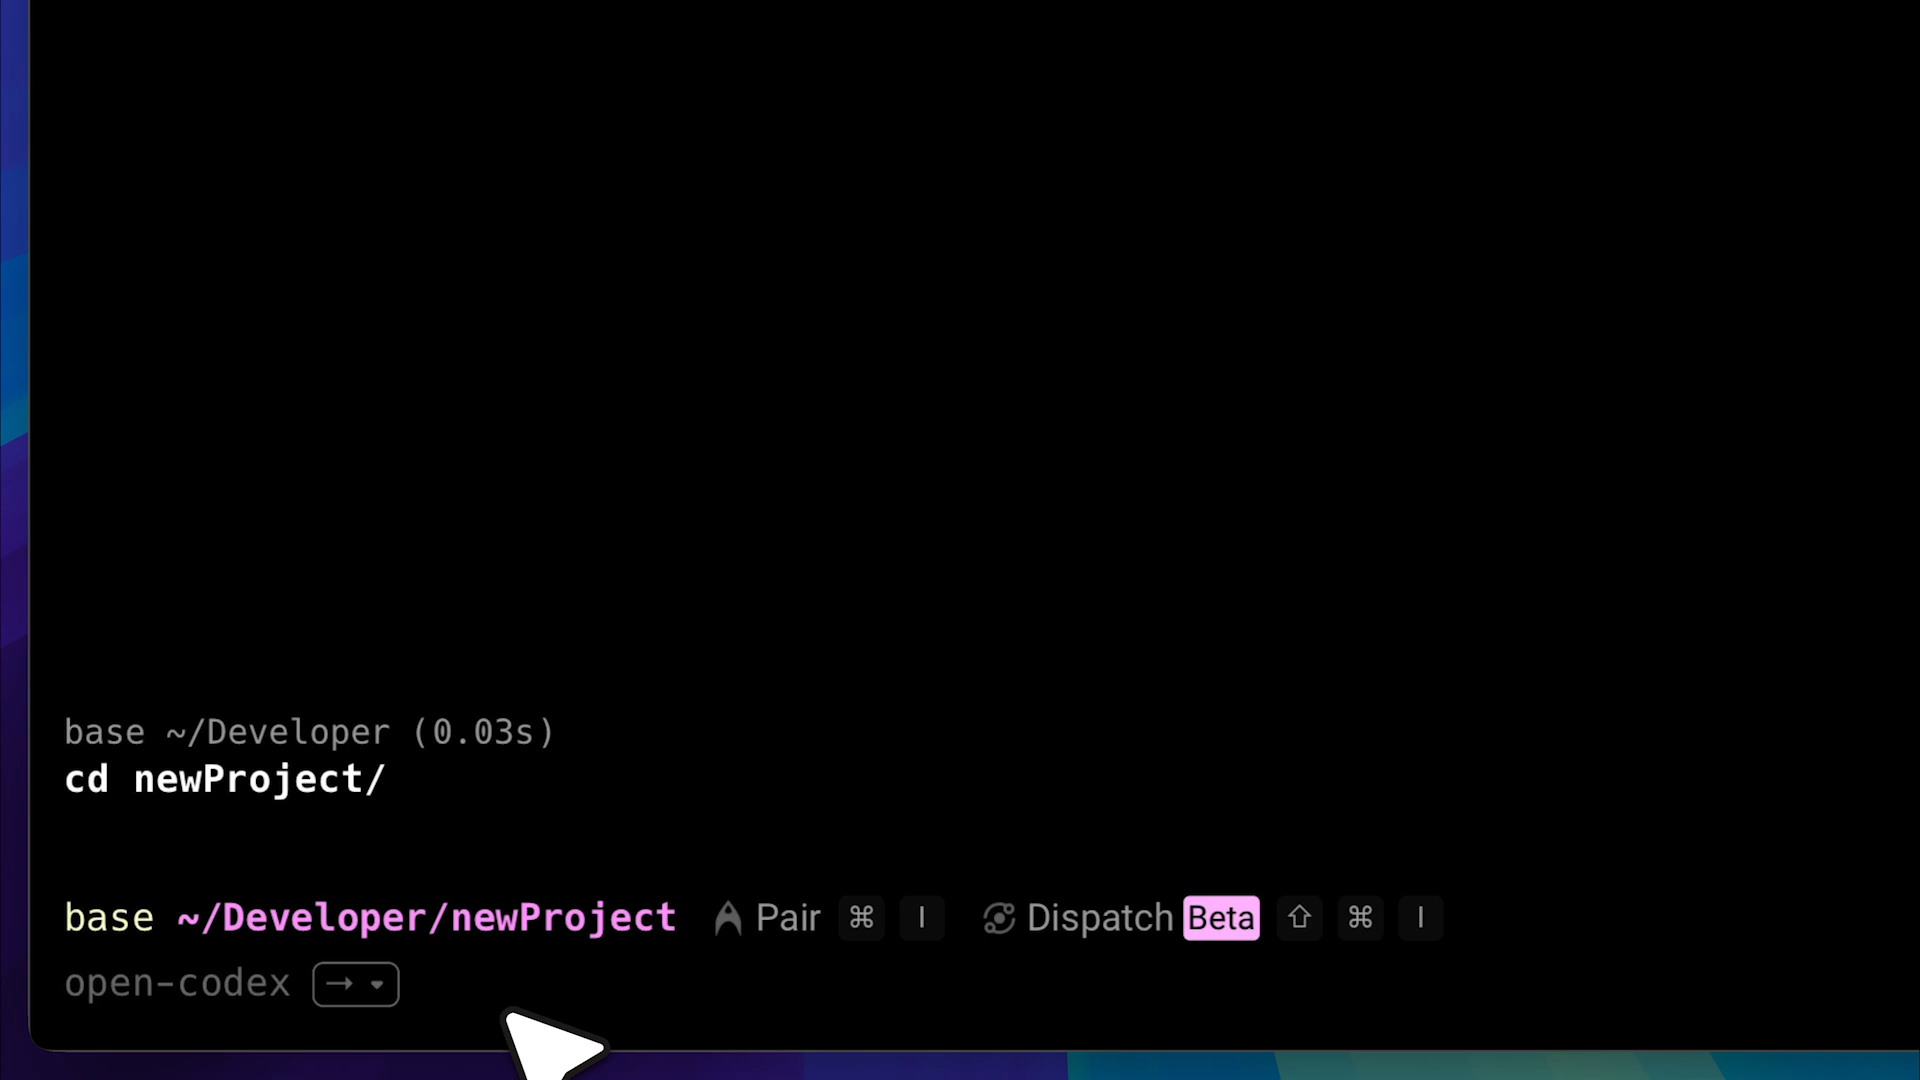 base ~/Developer (0.03s)
cd newProject/
base ~/Developer/newProject Pair ⌘ I Dispatch Beta ⇧ ⌘ I
open-codex →